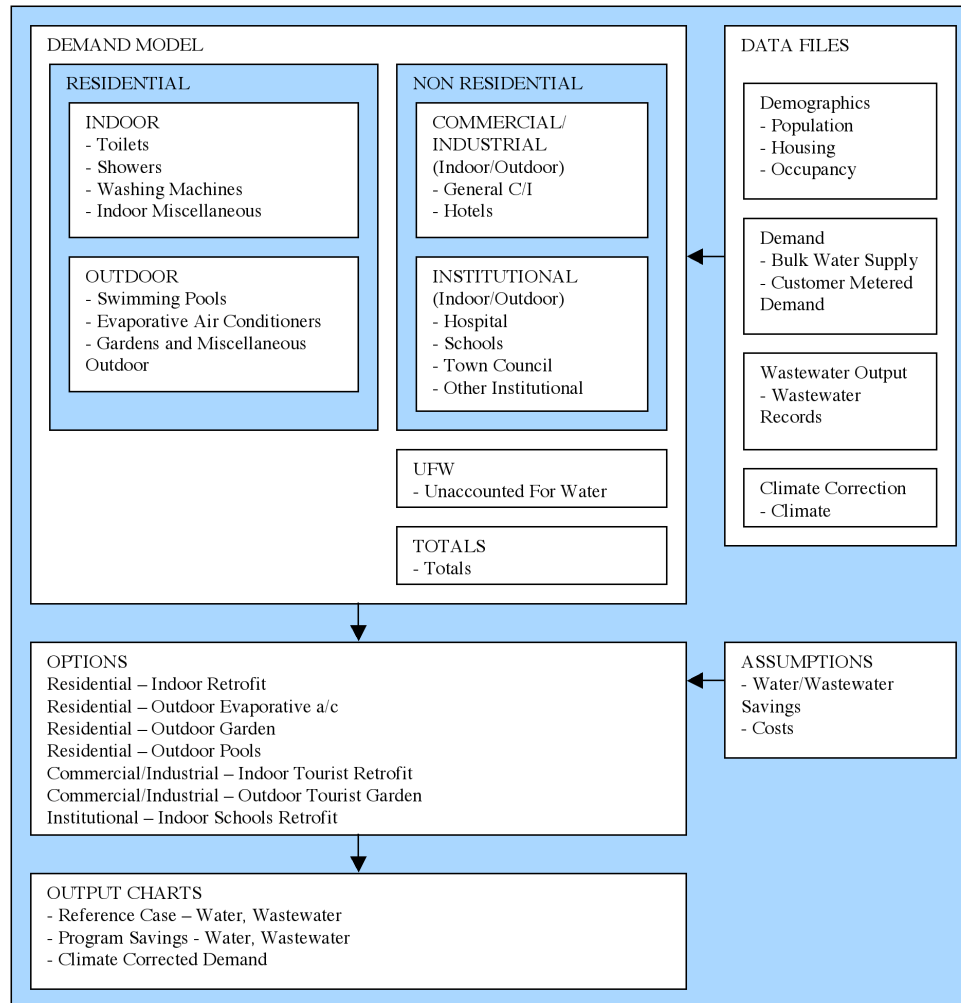 DEMAND MODEL
RESIDENTIAL
INDOOR
- Toilets
- Showers
- Washing Machines
- Indoor Miscellaneous
OUTDOOR
- Swimming Pools
- Evaporative Air Conditioners
- Gardens and Miscellaneous
Outdoor
NON RESIDENTIAL
COMMERCIAL/
INDUSTRIAL
(Indoor/Outdoor)
- General C/I
- Hotels
INSTITUTIONAL
(Indoor/Outdoor)
- Hospital
- Schools
- Town Council
- Other Institutional
UFW
- Unaccounted For Water
TOTALS
- Totals
DATA FILES
Demographics
- Population
- Housing
- Occupancy
Demand
- Bulk Water Supply
- Customer Metered
Demand
Wastewater Output
- Wastewater
Records
Climate Correction
- Climate
OPTIONS
Residential – Indoor Retrofit
Residential – Outdoor Evaporative a/c
Residential – Outdoor Garden
Residential – Outdoor Pools
Commercial/Industrial – Indoor Tourist Retrofit
Commercial/Industrial – Outdoor Tourist Garden
Institutional – Indoor Schools Retrofit
ASSUMPTIONS
- Water/Wastewater
Savings
- Costs
OUTPUT CHARTS
- Reference Case – Water, Wastewater
- Program Savings - Water, Wastewater
- Climate Corrected Demand